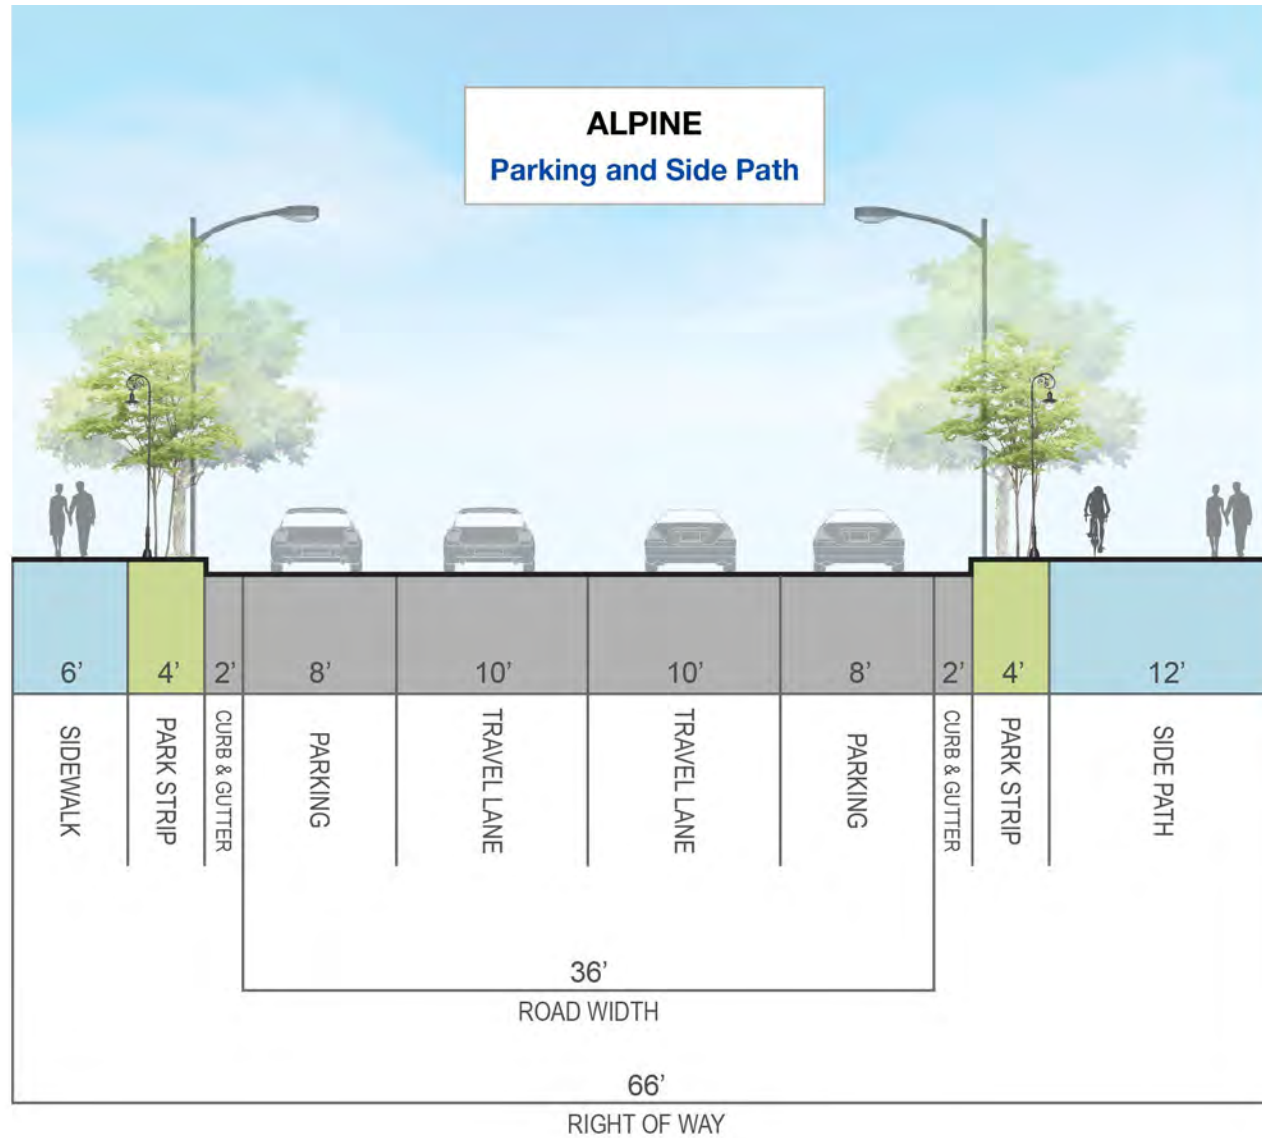 ALPINE
Parking and Side Path
6’ 4’ 2’ 8’ 10’ 10’ 8’ 2’ 4’ 12’
SIDEWALK
PARK STRIP
CURB & GUTTER
PARKING
TRAVEL LANE
TRAVEL LANE
PARKING
CURB & GUTTER
PARK STRIP
SIDE PATH
36’
ROAD WIDTH
66’
RIGHT OF WAY